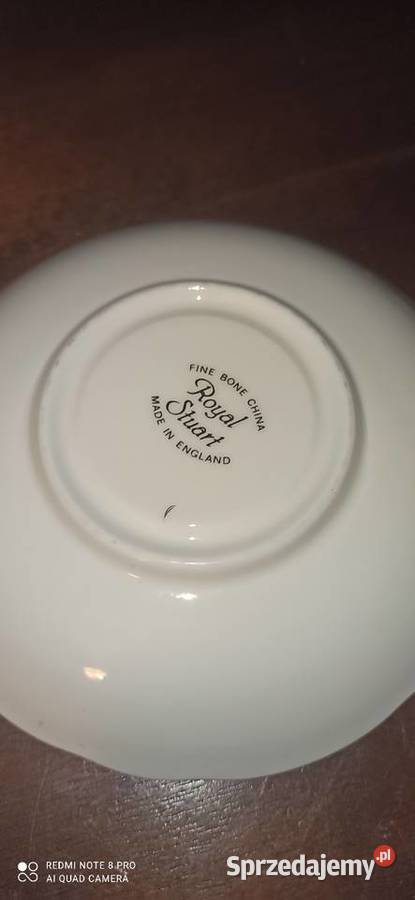 FINE BONE CHINA
Royal
Stuart
MADE IN ENGLAND
REDMI NOTE 8 PRO
AI QUAD CAMERA
Sprzedajemy.pl